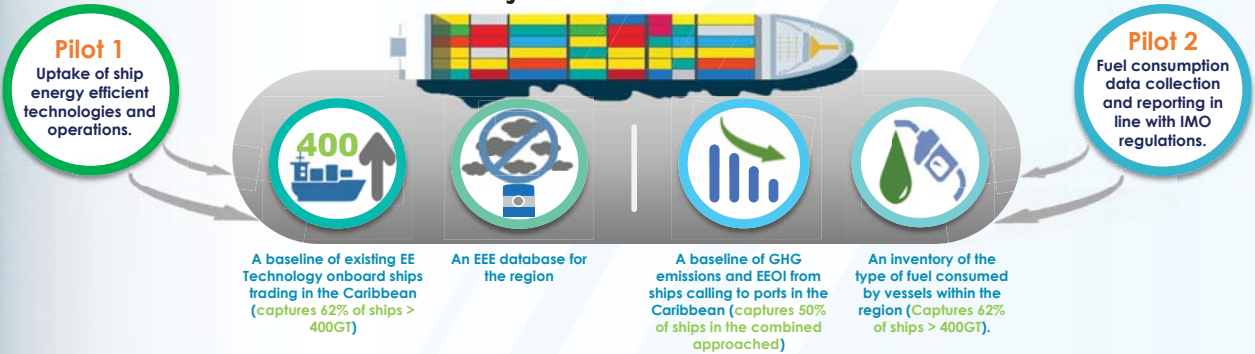 Pilot 1
Uptake of ship
energy efficient
technologies and
operations.
Pilot 2
Fuel consumption
data collection
and reporting in
line with IMO
regulations.
400
A baseline of existing EE
Technology onboard ships
trading in the Caribbean
(captures 62% of ships >
400GT)
An EEE database for
the region
A baseline of GHG
emissions and EEOI from
ships calling to ports in the
Caribbean (captures 50%
of ships in the combined
approached)
An inventory of the
type of fuel consumed
by vessels within the
region (Captures 62%
of ships > 400GT).